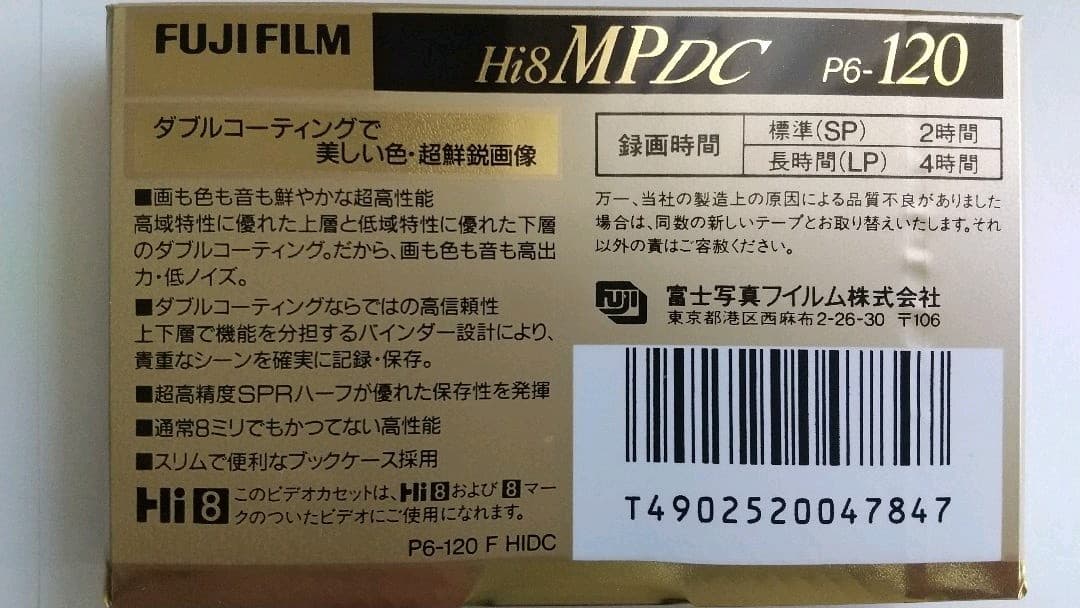 FUJIFILM
Hi8MPDC P6-120
ダブルコーティングで
美しい色・超鮮鋭画像
■画も色も音も鮮やかな超高性能
高域特性に優れた上層と低域特性に優れた下層
のダブルコーティング。だから、画も色も音も高出
力・低ノイズ。
■ダブルコーティングならではの高信頼性
上下層で機能を分担するバインダー設計により、
貴重なシーンを確実に記録・保存。
■超高精度SPRハーフが優れた保存性を発揮
■通常8ミリでもかつてない高性能
■スリムで便利なブックケース採用
Hi8 このビデオカセットは、Hi8および8マー
クのついたビデオにご使用になれます。
P6-120 F HIDC
録画時間 標準(SP) 2時間
長時間(LP) 4時間
万一、当社の製造上の原因による品質不良がありました
場合は、同数の新しいテープとお取り替えいたします。それ
以外の責はご容赦ください。
FUJI 富士写真フイルム株式会社
東京都港区西麻布2-26-30 〒106
T4902520047847